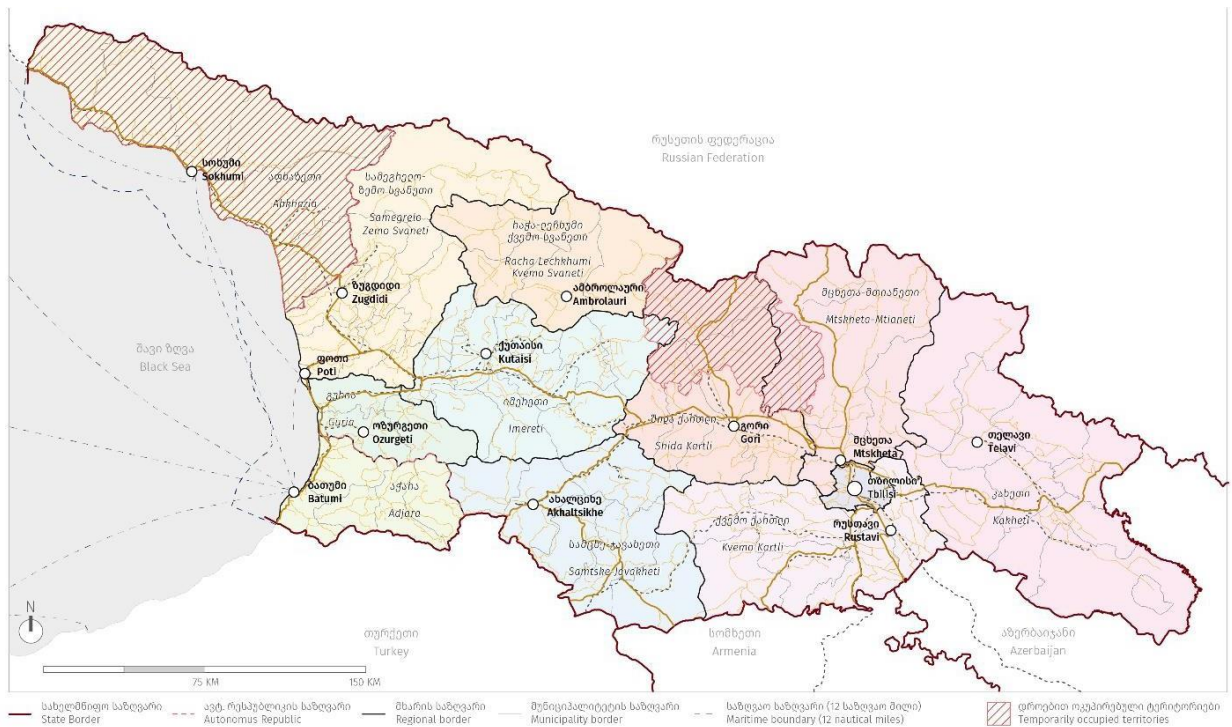 რუსეთის ფედერაცია
Russian Federation
სოხუმი
Sokhumi
აფხაზეთი
Abkhazia
სამეგრელო-
ზემო სვანეთი
Samegrelo
Zemo Svaneti
რაჭა-ლეჩხუმი
ქვემო სვანეთი
Racha Lechkhumi
Kvemo Svaneti
ზუგდიდი
Zugdidi
ამბროლაური
Ambrolauri
მცხეთა-მთიანეთი
Mtskheta-Mtianeti
შავი ზღვა
Black Sea
ქუთაისი
Kutaisi
ფოთი
Poti
გურია
Guria
იმერეთი
Imereti
ოზურგეთი
Ozurgeti
შიდა ქართლი
Shida Kartli
გორი
Gori
მცხეთა
Mtskheta
თელავი
Telavi
ბათუმი
Batumi
აჭარა
Adjara
ახალციხე
Akhaltsikhe
თბილისი
Tbilisi
კახეთი
Kakheti
ქვემო ქართლი
Kvemo Kartli
რუსთავი
Rustavi
სამცხე-ჯავახეთი
Samtske Javakheti
N
თურქეთი
Turkey
სომხეთი
Armenia
აზერბაიჯანი
Azerbaijan
75 KM
150 KM
სახელმწიფო საზღვარი
State Border
ავტ. რესპუბლიკის საზღვარი
Autonomus Republic
მხარის საზღვარი
Regional border
მუნიციპალიტეტის საზღვარი
Municipality border
საზღვაო საზღვარი (12 საზღვაო მილი)
Maritime boundary (12 nautical miles)
დროებით ოკუპირებული ტერიტორიები
Temporarily occupied territories